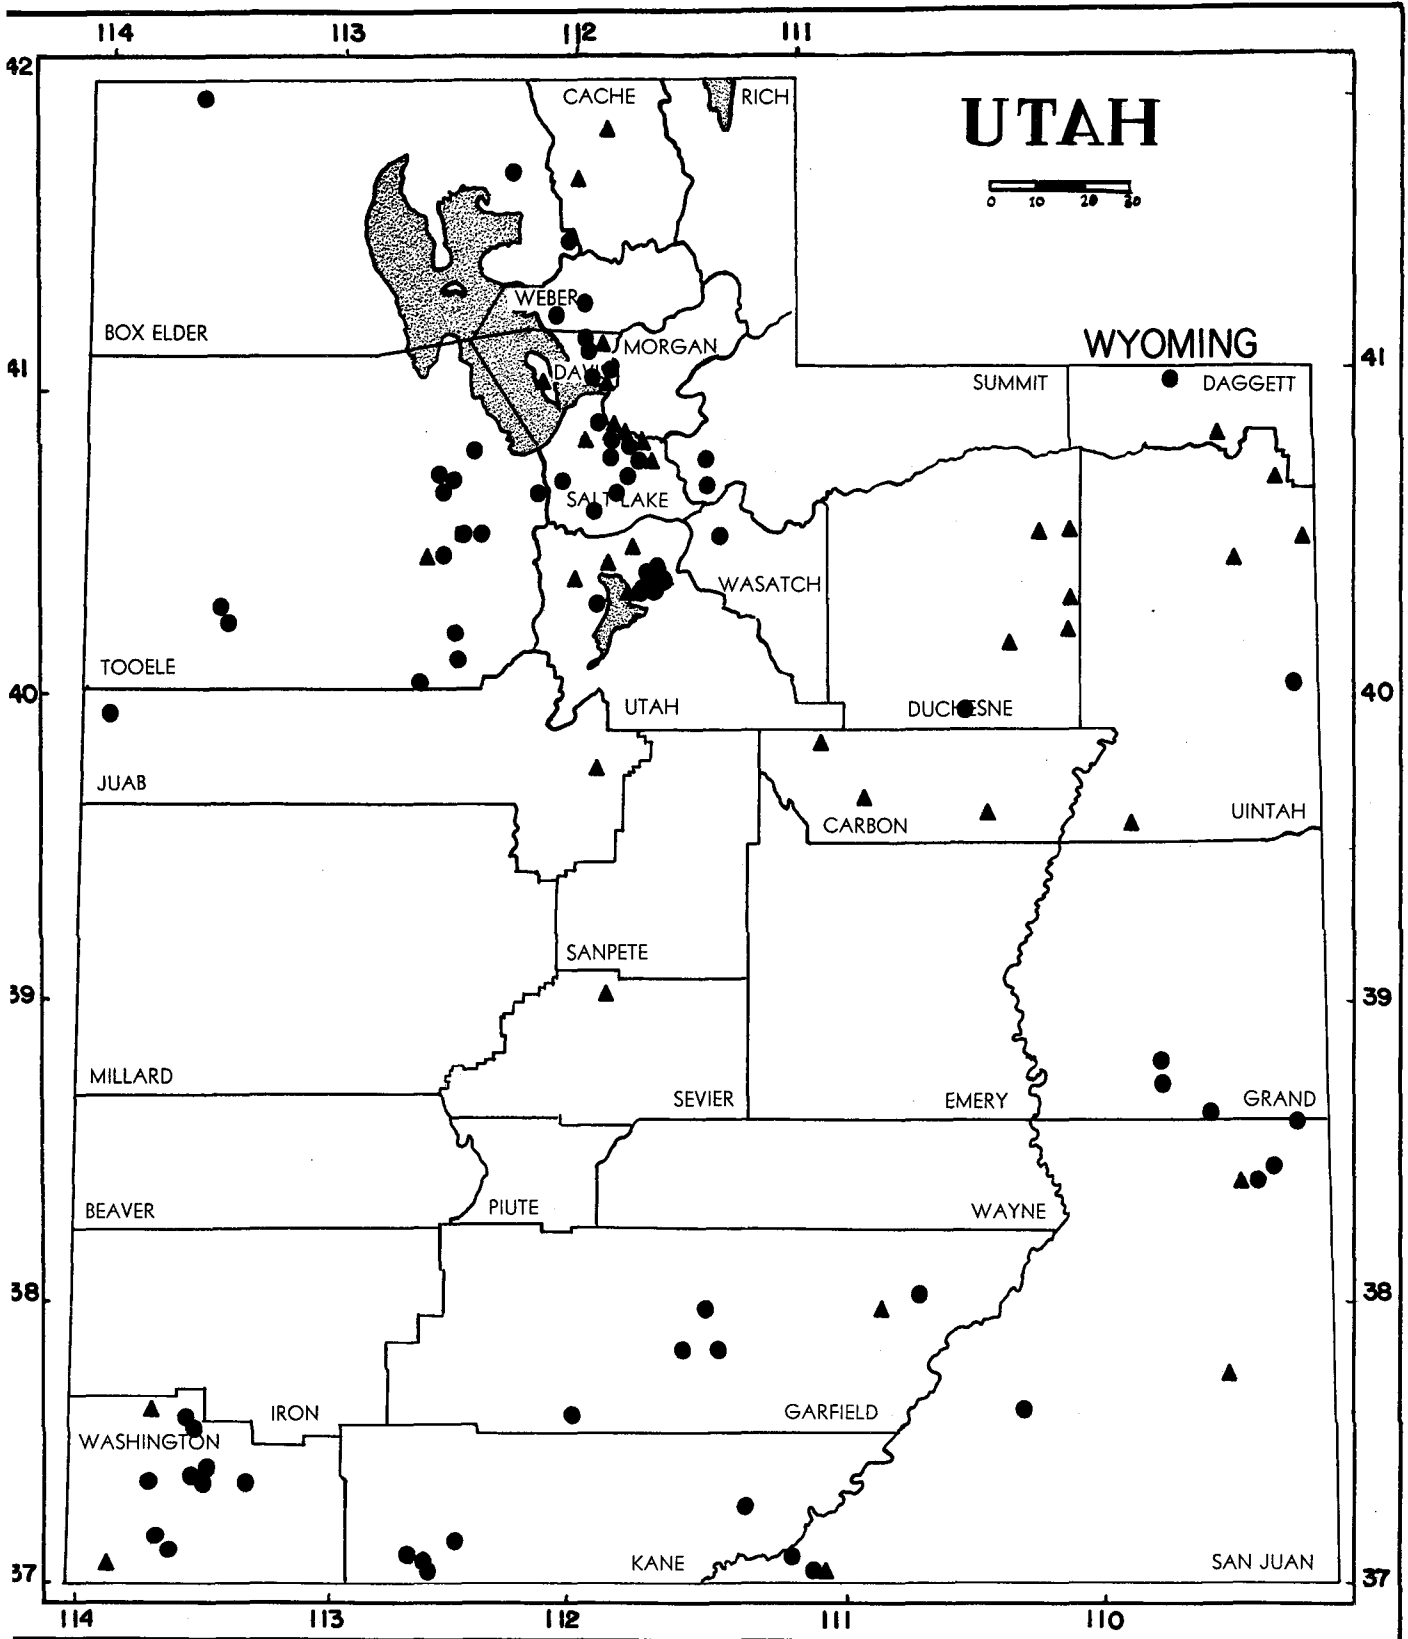 114 113 112 111
42
CACHE RICH
UTAH
0 10 20 30
WEBER
BOX ELDER
MORGAN
WYOMING
41 41
DAVIS
SUMMIT DAGGETT
SALT LAKE
WASATCH
TOOELE
40 40
UTAH DUCHESNE
JUAB
CARBON UINTAH
SANPETE
39 39
MILLARD
SEVIER EMERY GRAND
BEAVER PIUTE WAYNE
38 38
IRON GARFIELD
WASHINGTON
KANE SAN JUAN
37 37
114 113 112 111 110